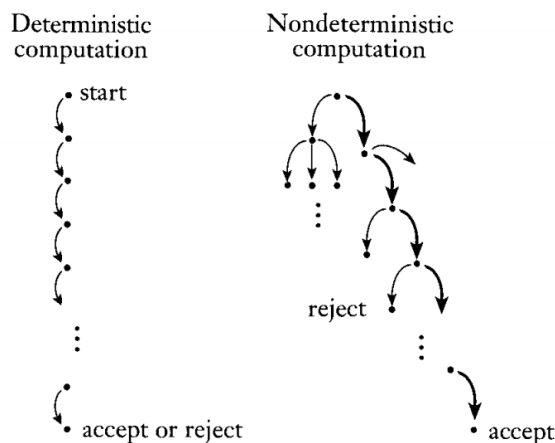 Deterministic
computation
start
accept or reject
Nondeterministic
computation
reject
accept